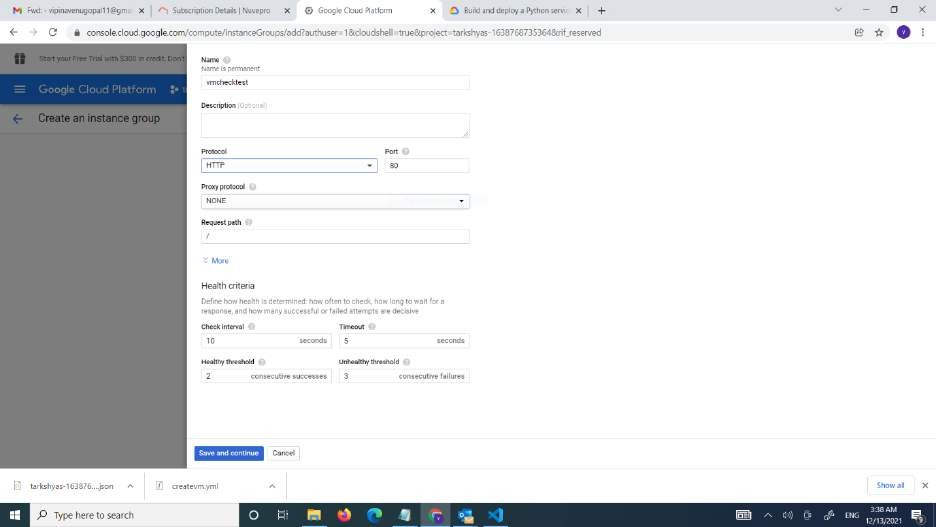 Fwd: - vipinavenugopal11@gma
Subscription Details | Nuvepro
Google Cloud Platform
Build and deploy a Python servic
console.cloud.google.com/compute/instanceGroups/add?authuser=1&cloudshell=true&project=tarkshyas-1638768735364&rif_reserved
V
Start your Free Trial with $300 in credit. Don't
Google Cloud Platform
Create an instance group
Name
Name is permanent
vmchecktest
Description (Optional)
Protocol
Port
HTTP
80
Proxy protocol
NONE
Request path
/
More
Health criteria
Define how health is determined: how often to check, how long to wait for a
response, and how many successful or failed attempts are decisive
Check interval
Timeout
10 seconds
5 seconds
Healthy threshold
Unhealthy threshold
2 consecutive successes
3 consecutive failures
Save and continue
Cancel
tarkshyas-163876....json
createvm.yml
Show all
Type here to search
ENG
3:38 AM
12/13/2021